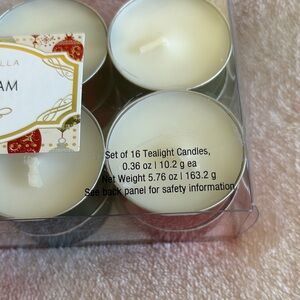 LLA
AM
Set of 16 Tealight Candles,
0.36 oz | 10.2 g ea
Net Weight 5.76 oz | 163.2 g
See back panel for safety information